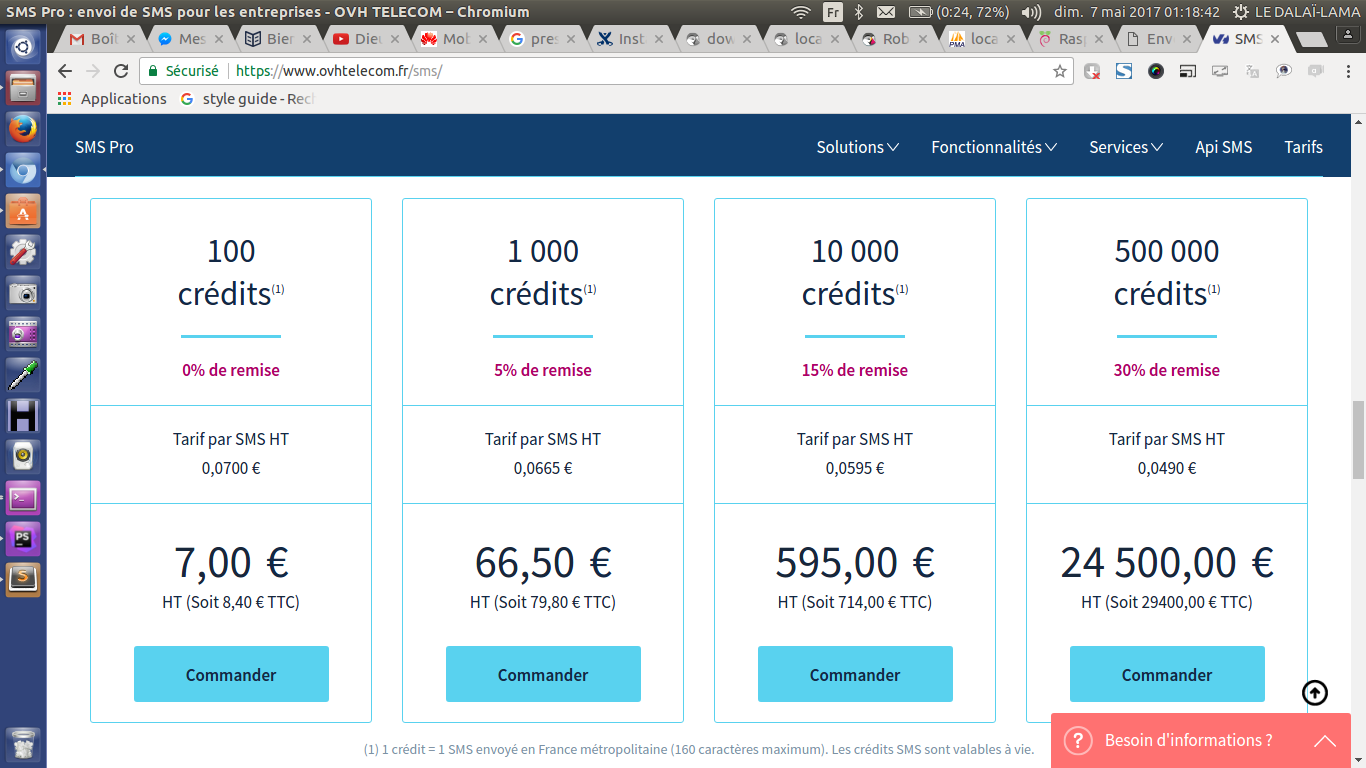 SMS Pro : envoi de SMS pour les entreprises - OVH TELECOM – Chromium
Fr
(0:24, 72%)
dim. 7 mai 2017 01:18:42
LE DALAÏ-LAMA
Boît
Mes
Bier
Dieu
Mob
pres
Inst
dow
loca
Rob
loca
Rasp
Env
SMS
Sécurisé
https://www.ovhtelecom.fr/sms/
Applications
style guide - Rech
SMS Pro
Solutions
Fonctionnalités
Services
Api SMS
Tarifs
100
crédits(1)
0% de remise
Tarif par SMS HT
0,0700 €
7,00 €
HT (Soit 8,40 € TTC)
Commander
1 000
crédits(1)
5% de remise
Tarif par SMS HT
0,0665 €
66,50 €
HT (Soit 79,80 € TTC)
Commander
10 000
crédits(1)
15% de remise
Tarif par SMS HT
0,0595 €
595,00 €
HT (Soit 714,00 € TTC)
Commander
500 000
crédits(1)
30% de remise
Tarif par SMS HT
0,0490 €
24 500,00 €
HT (Soit 29400,00 € TTC)
Commander
(1) 1 crédit = 1 SMS envoyé en France métropolitaine (160 caractères maximum). Les crédits SMS sont valables à vie.
? Besoin d'informations ?